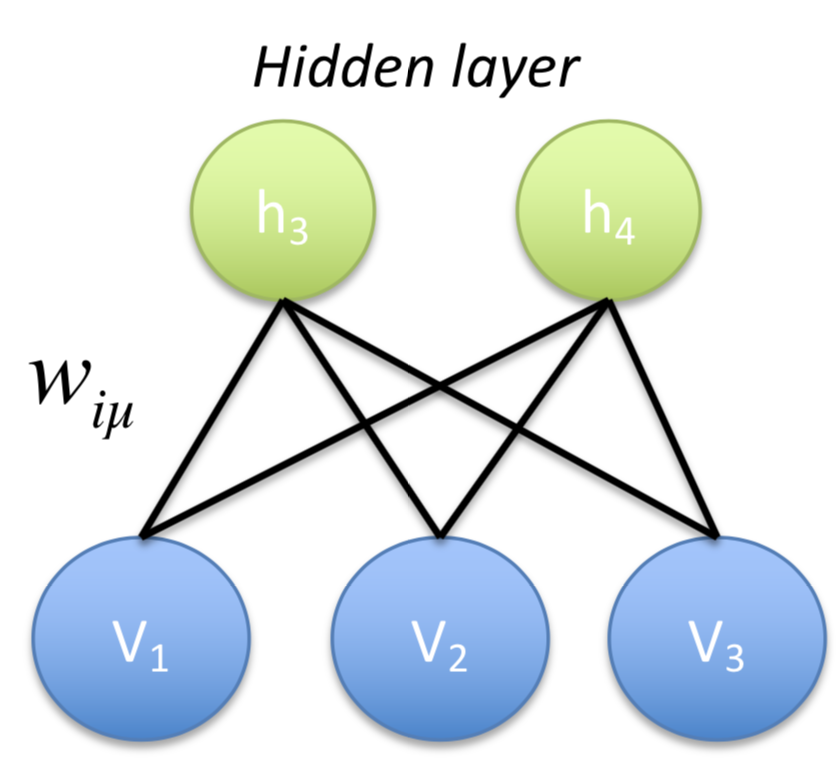 Hidden layer
h₃ h₄
wᵢμ
V₁ V₂ V₃